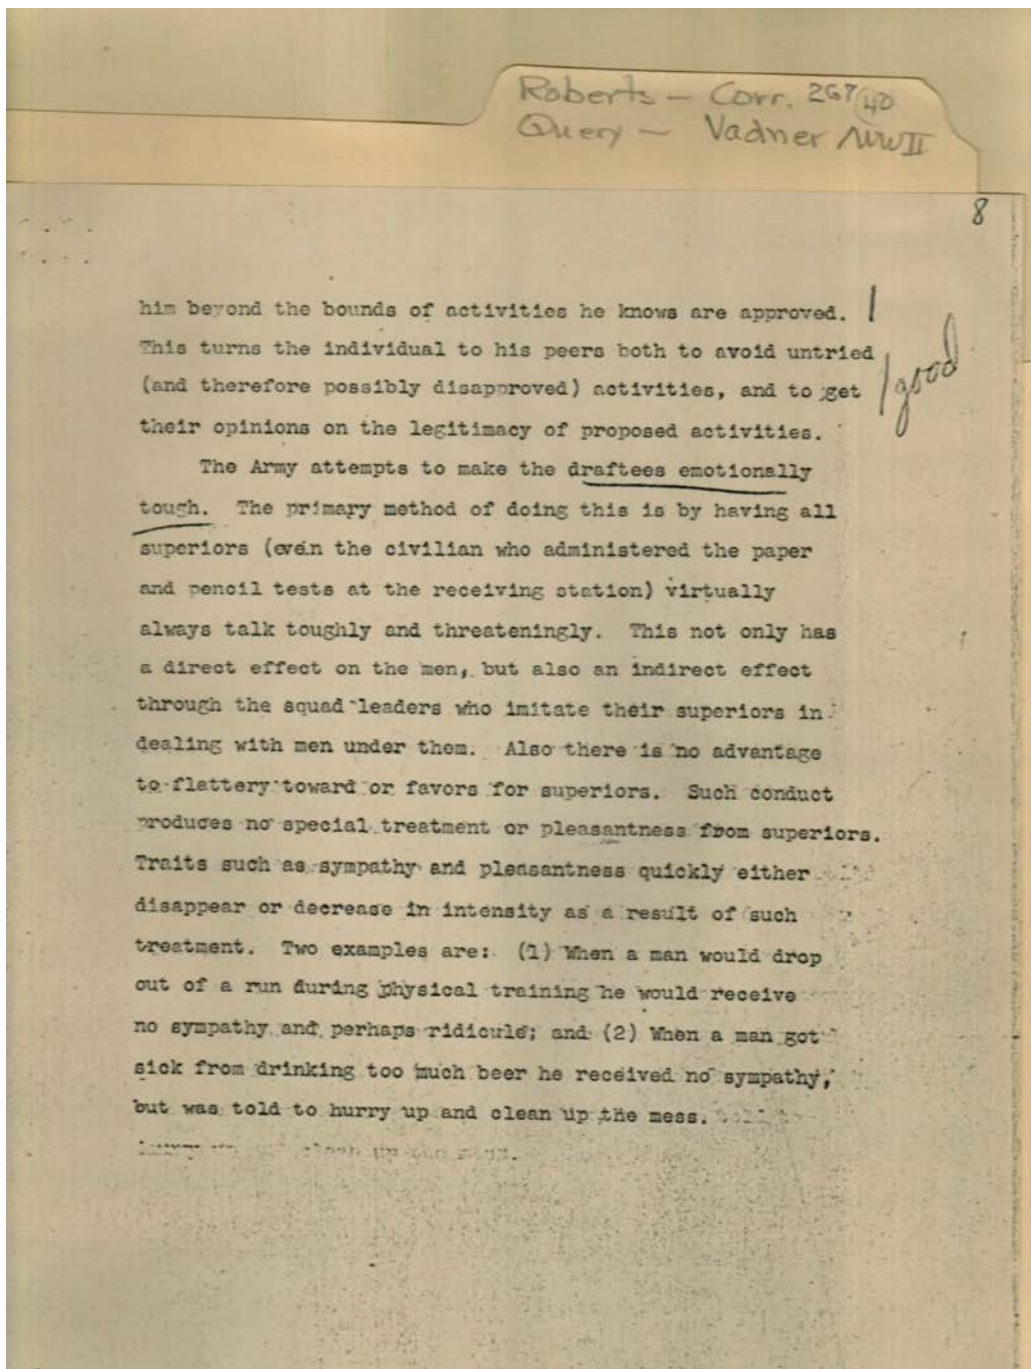 Roberts - Corr. 267 40
Query - Vadner WWII
8
him beyond the bounds of activities he knows are approved.
This turns the individual to his peers both to avoid untried
(and therefore possibly disapproved) activities, and to get
good
their opinions on the legitimacy of proposed activities.
The Army attempts to make the draftees emotionally
tough. The primary method of doing this is by having all
superiors (even the civilian who administered the paper
and pencil tests at the receiving station) virtually
always talk toughly and threateningly. This not only has
a direct effect on the men, but also an indirect effect
through the squad leaders who imitate their superiors in
dealing with men under them. Also there is no advantage
to flattery toward or favors for superiors. Such conduct
produces no special treatment or pleasantness from superiors.
Traits such as sympathy and pleasantness quickly either
disappear or decrease in intensity as a result of such
treatment. Two examples are: (1) When a man would drop
out of a run during physical training he would receive
no sympathy and perhaps ridicule; and (2) When a man got
sick from drinking too much beer he received no sympathy,
but was told to hurry up and clean up the mess.
clean up the mess.